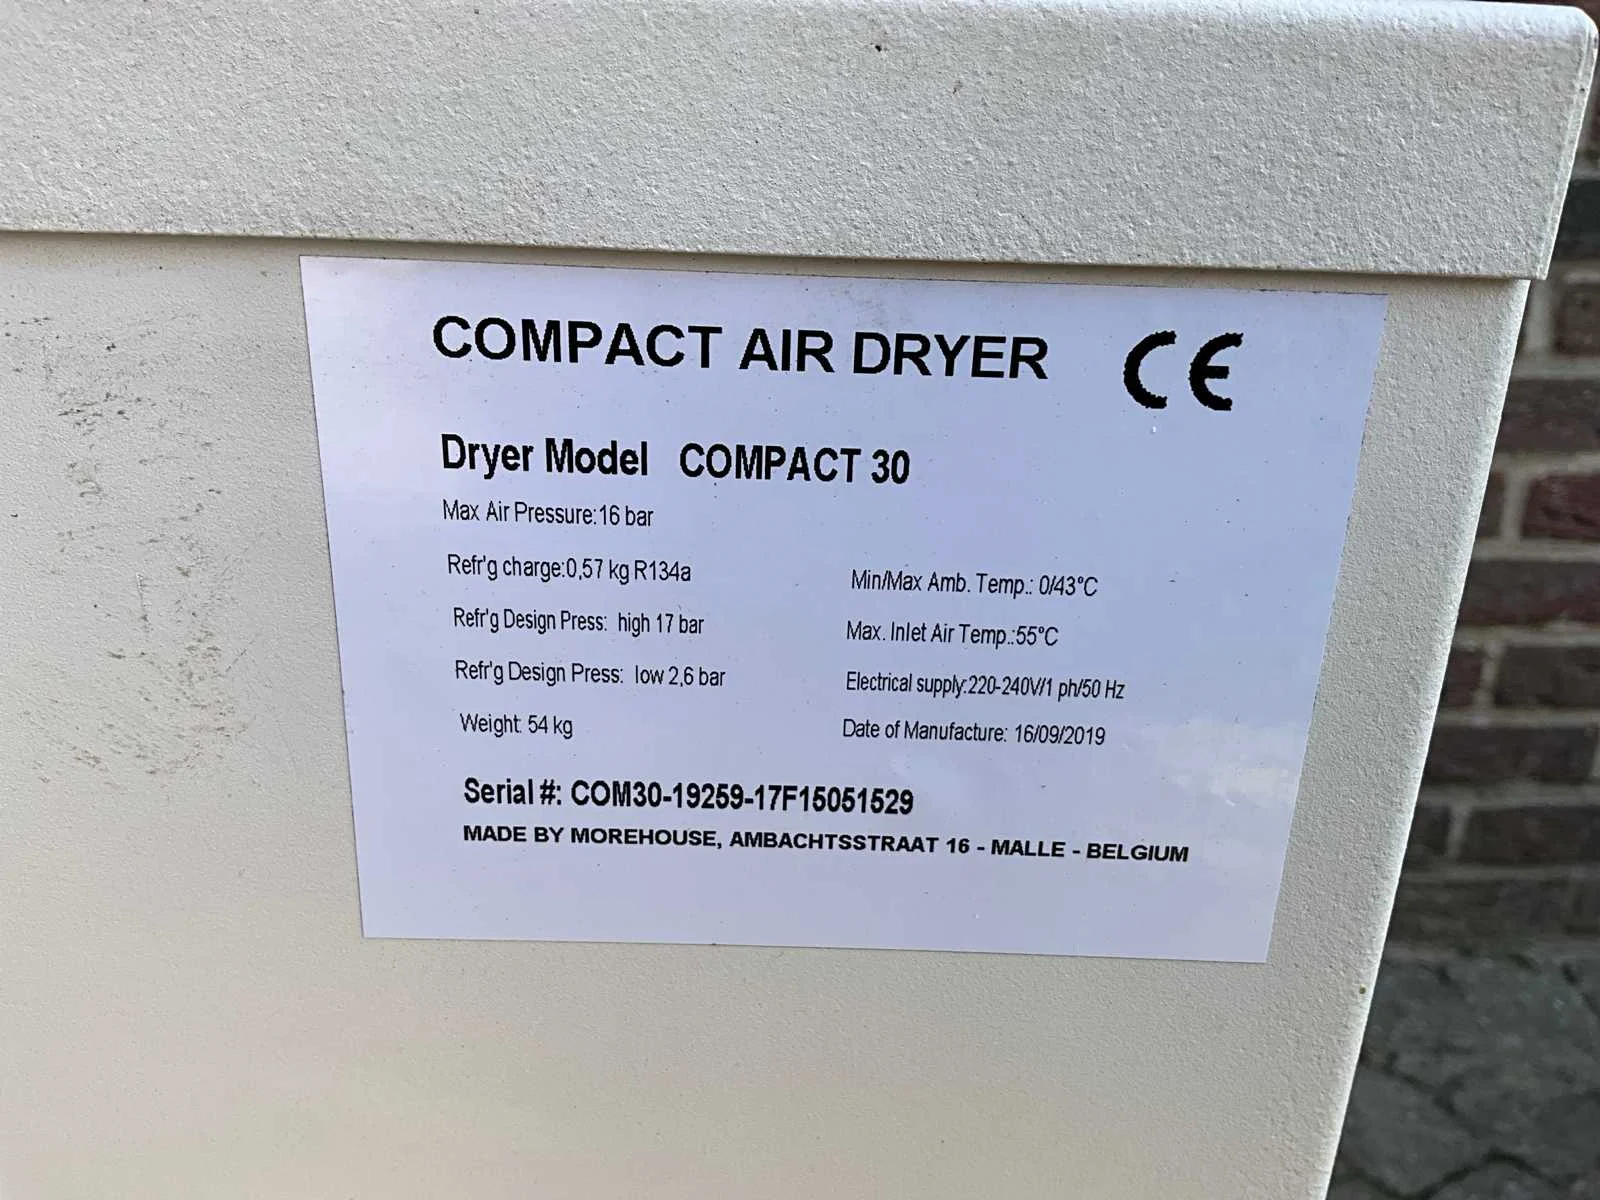 COMPACT AIR DRYER CE
Dryer Model COMPACT 30
Max Air Pressure:16 bar
Refr'g charge:0,57 kg R134a
Min/Max Amb. Temp.: 0/43°C
Refr'g Design Press: high 17 bar
Max. Inlet Air Temp.:55°C
Refr'g Design Press: low 2,6 bar
Electrical supply:220-240V/1 ph/50 Hz
Weight: 54 kg
Date of Manufacture: 16/09/2019
Serial #: COM30-19259-17F15051529
MADE BY MOREHOUSE, AMBACHTSSTRAAT 16 - MALLE - BELGIUM